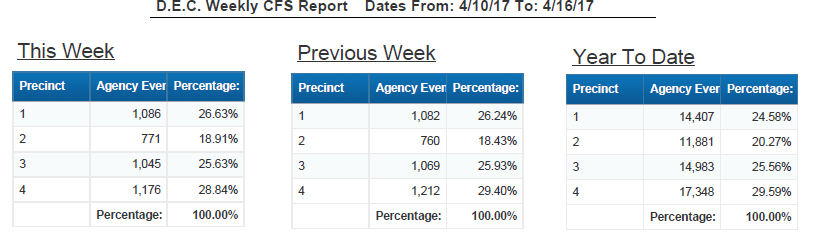 D.E.C. Weekly CFS Report Dates From: 4/10/17 To: 4/16/17
This Week
Precinct Agency Even Percentage:
1 1,086 26.63%
2 771 18.91%
3 1,045 25.63%
4 1,176 28.84%
Percentage: 100.00%
Previous Week
Precinct Agency Even Percentage:
1 1,082 26.24%
2 760 18.43%
3 1,069 25.93%
4 1,212 29.40%
Percentage: 100.00%
Year To Date
Precinct Agency Even Percentage:
1 14,407 24.58%
2 11,881 20.27%
3 14,983 25.56%
4 17,348 29.59%
Percentage: 100.00%